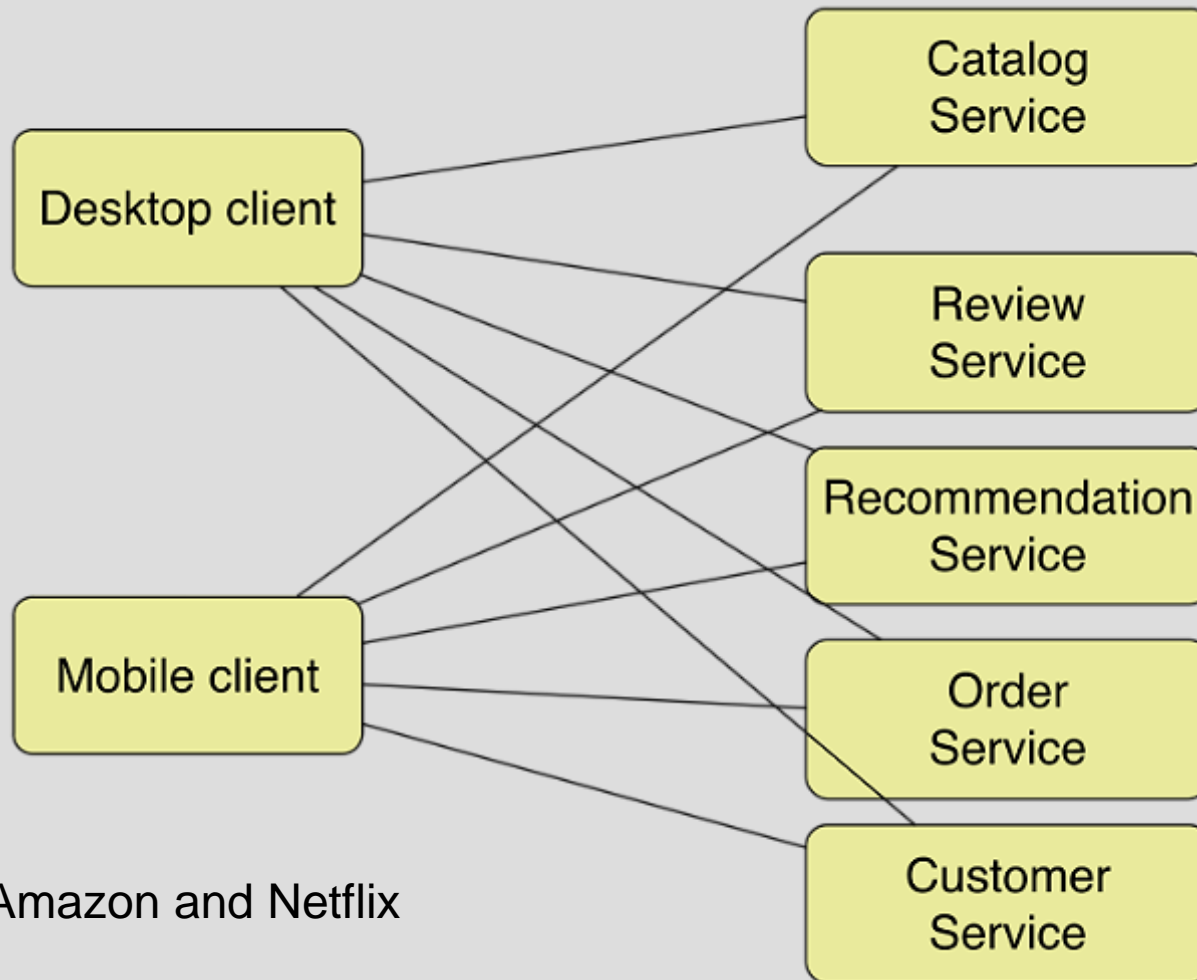 Catalog
Service
Desktop client
Review
Service
Recommendation
Service
Mobile client
Order
Service
Customer
Service
Amazon and Netflix